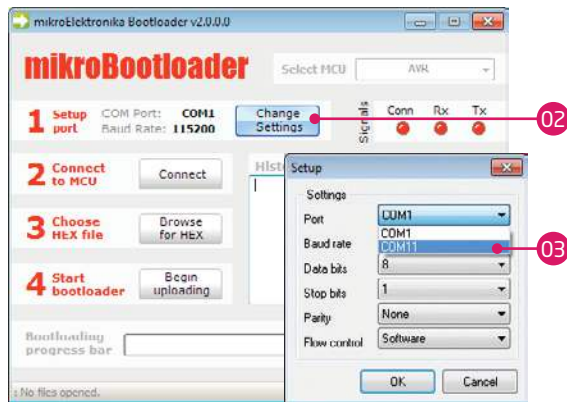 mikroElektronika Bootloader v2.0.0.0
mikroBootloader
Select MCU AVR
1 Setup port
COM Port: COM1
Baud Rate: 115200
Change Settings
Signals
Conn Rx Tx
02
2 Connect to MCU
Connect
Hist
3 Choose HEX file
Browse for HEX
4 Start bootloader
Begin uploading
Bootloading progress bar
: No files opened.
Setup
Settings
Port COM1
COM1
COM11
03
Baud rate
Data bits 8
Stop bits 1
Parity None
Flow control Software
OK Cancel